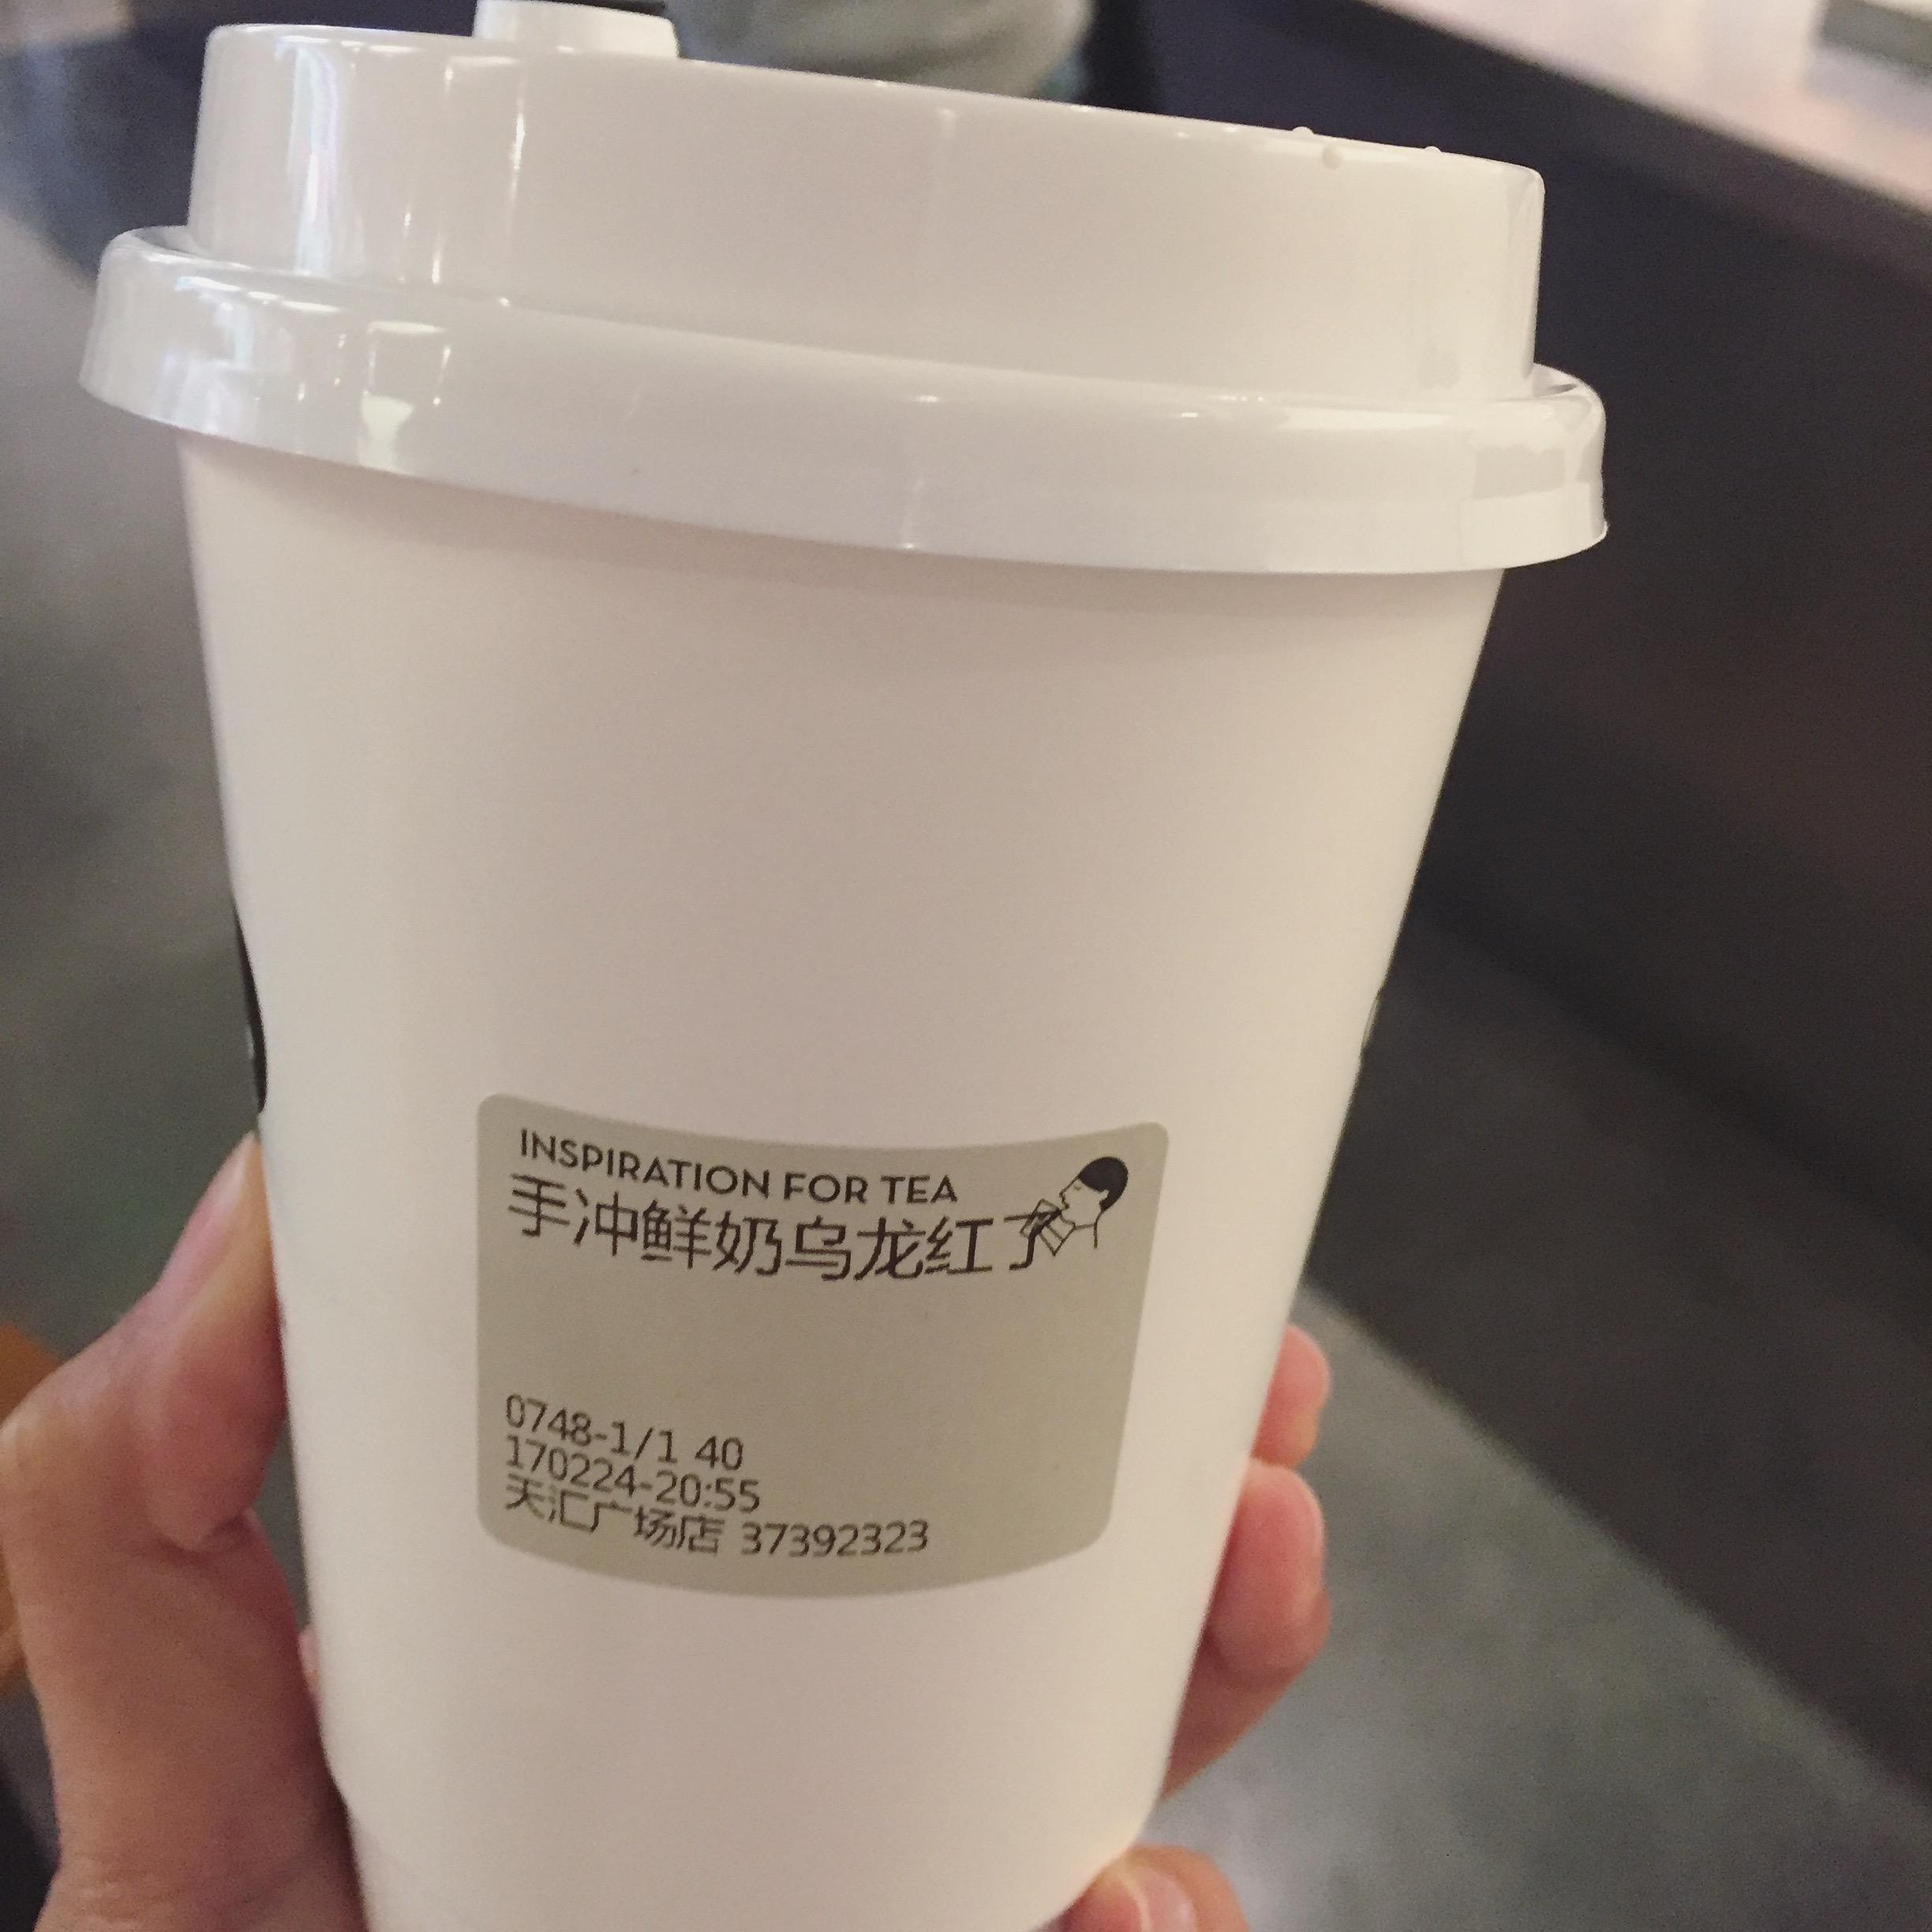 INSPIRATION FOR TEA
手冲鲜奶乌龙红了
0748-1/1 40
170224-20:55
天汇广场店 37392323